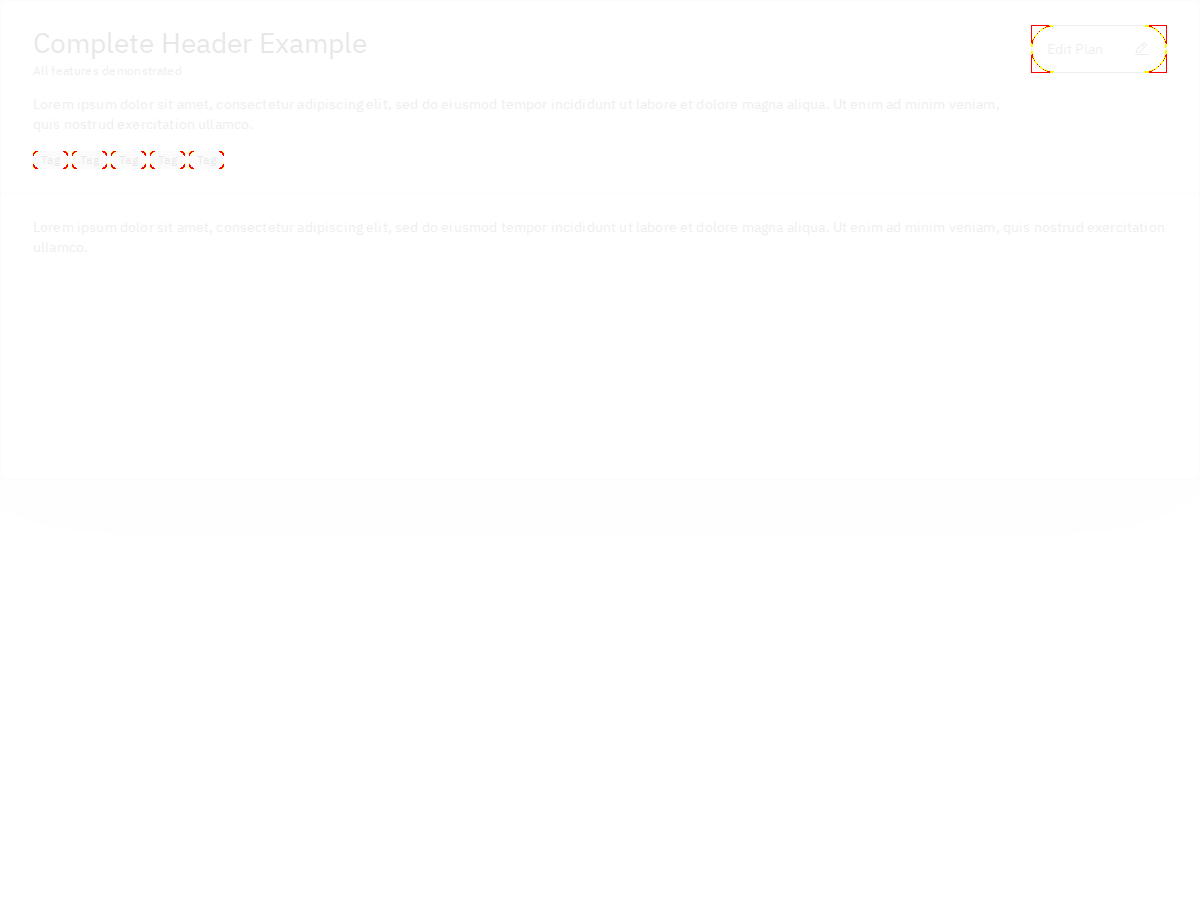 Complete Header Example
Edit Plan
All features demonstrated
Lorem ipsum dolor sit amet, consectetur adipiscing elit, sed do eiusmod tempor incididunt ut labore et dolore magna aliqua. Ut enim ad minim veniam,
quis nostrud exercitation ullamco.
Tag Tag Tag Tag Tag
Lorem ipsum dolor sit amet, consectetur adipiscing elit, sed do eiusmod tempor incididunt ut labore et dolore magna aliqua. Ut enim ad minim veniam, quis nostrud exercitation
ullamco.